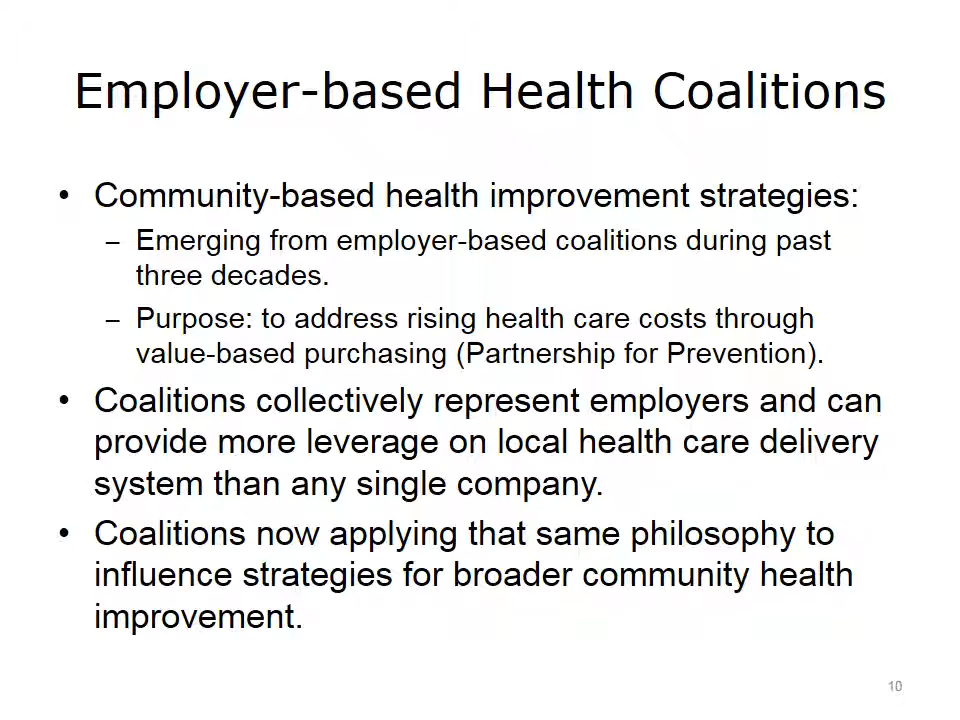 Employer-based Health Coalitions
• Community-based health improvement strategies:
– Emerging from employer-based coalitions during past
three decades.
– Purpose: to address rising health care costs through
value-based purchasing (Partnership for Prevention).
• Coalitions collectively represent employers and can
provide more leverage on local health care delivery
system than any single company.
• Coalitions now applying that same philosophy to
influence strategies for broader community health
improvement.
10